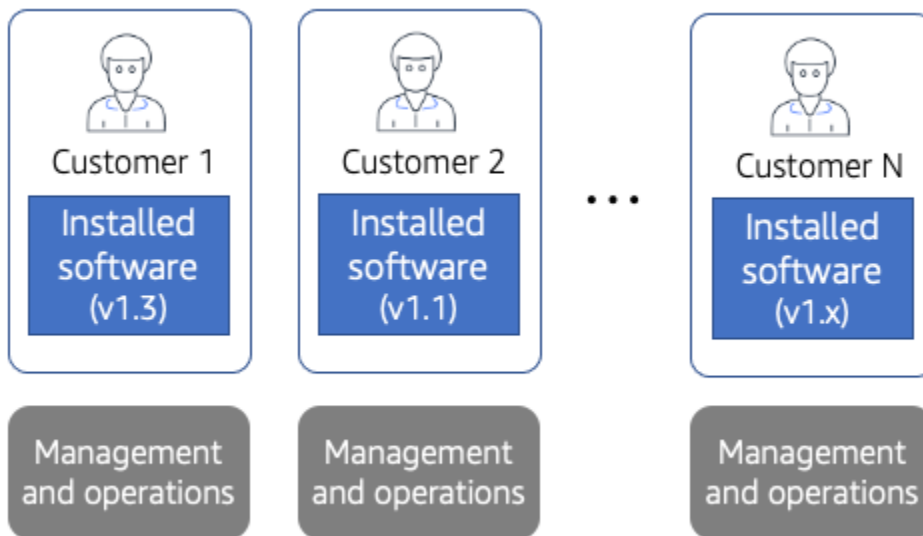 Customer 1
Installed
software
(v1.3)
Management
and operations
Customer 2
Installed
software
(v1.1)
Management
and operations
...
Customer N
Installed
software
(v1.x)
Management
and operations